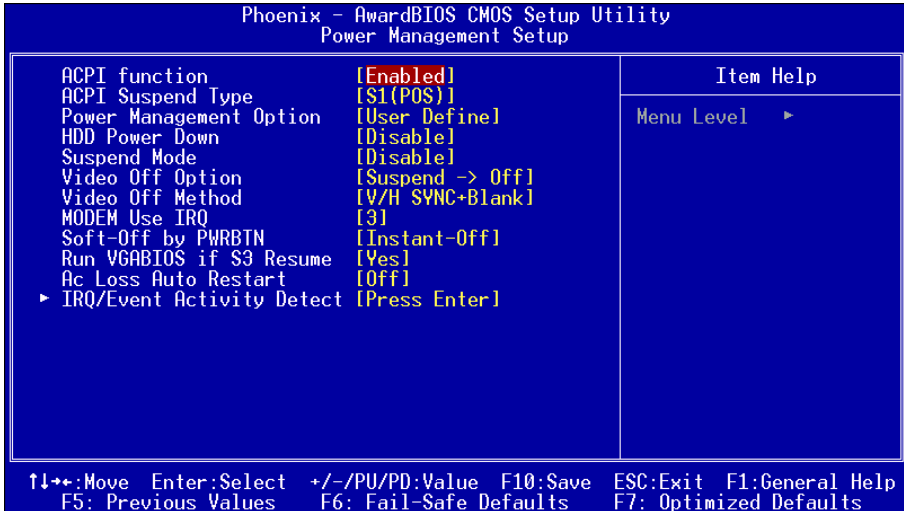 Phoenix - AwardBIOS CMOS Setup Utility
Power Management Setup
ACPI function [Enabled]
ACPI Suspend Type [S1(POS)]
Power Management Option [User Define]
HDD Power Down [Disable]
Suspend Mode [Disable]
Video Off Option [Suspend -> Off]
Video Off Method [V/H SYNC+Blank]
MODEM Use IRQ [3]
Soft-Off by PWRBTN [Instant-Off]
Run VGABIOS if S3 Resume [Yes]
Ac Loss Auto Restart [Off]
► IRQ/Event Activity Detect [Press Enter]
Item Help
Menu Level ►
↑↓→←:Move Enter:Select +/-/PU/PD:Value F10:Save ESC:Exit F1:General Help
F5: Previous Values F6: Fail-Safe Defaults F7: Optimized Defaults